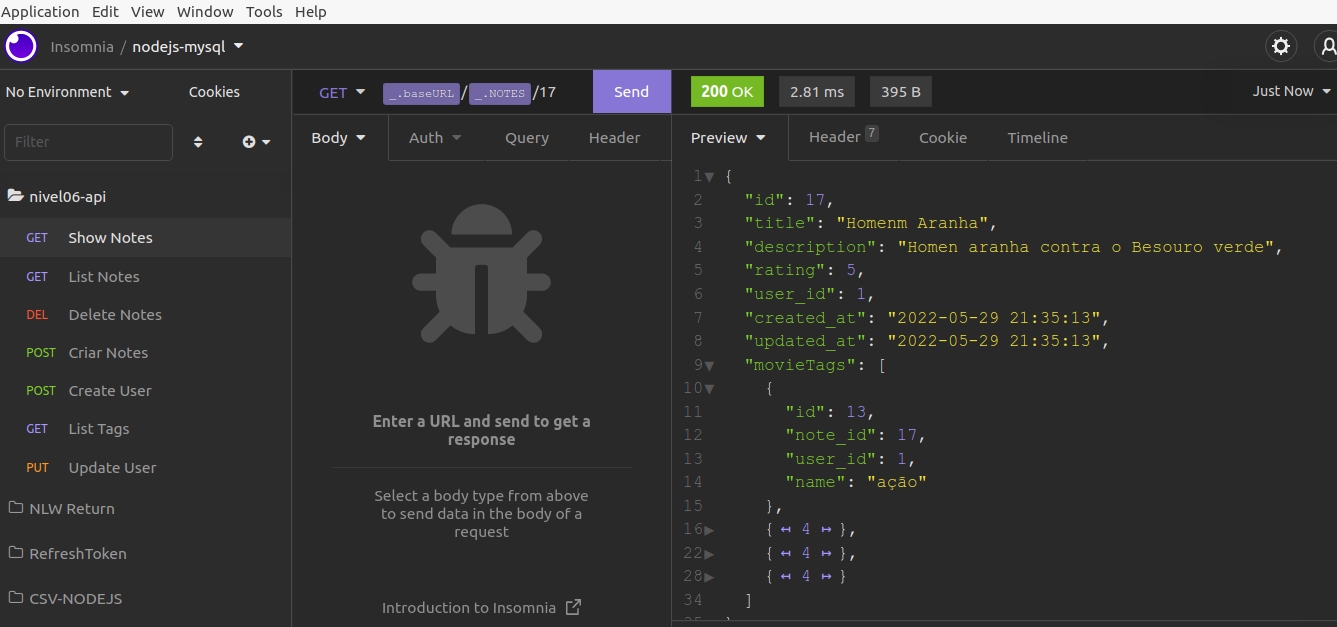 Application Edit View Window Tools Help
Insomnia / nodejs-mysql
No Environment Cookies
Filter
nivel06-api
GET Show Notes
GET List Notes
DEL Delete Notes
POST Criar Notes
POST Create User
GET List Tags
PUT Update User
NLW Return
RefreshToken
CSV-NODEJS
GET _.baseURL/_.NOTES/17 Send
Body Auth Query Header
Enter a URL and send to get a
response
Select a body type from above
to send data in the body of a
request
Introduction to Insomnia
200 OK 2.81 ms 395 B Just Now
Preview Header 7 Cookie Timeline
1 {
2 "id": 17,
3 "title": "Homenm Aranha",
4 "description": "Homen aranha contra o Besouro verde",
5 "rating": 5,
6 "user_id": 1,
7 "created_at": "2022-05-29 21:35:13",
8 "updated_at": "2022-05-29 21:35:13",
9 "movieTags": [
10 {
11 "id": 13,
12 "note_id": 17,
13 "user_id": 1,
14 "name": "ação"
15 },
16 { ↤ 4 ↦ },
22 { ↤ 4 ↦ },
28 { ↤ 4 ↦ }
34 ]